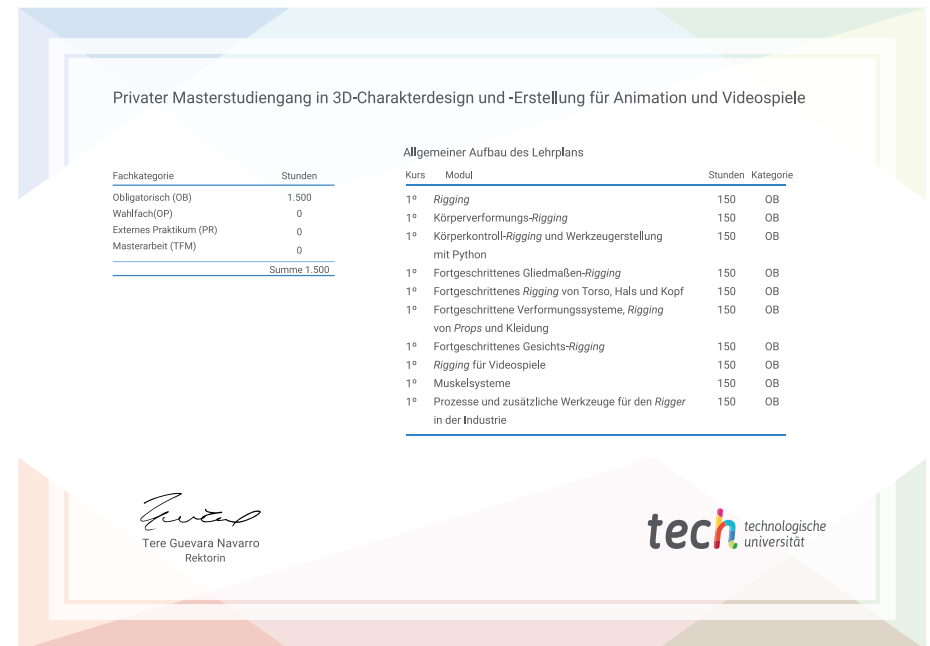 Privater Masterstudiengang in 3D-Charakterdesign und -Erstellung für Animation und Videospiele
Fachkategorie Stunden
Obligatorisch (OB) 1.500
Wahlfach(OP) 0
Externes Praktikum (PR) 0
Masterarbeit (TFM) 0
Summe 1.500
Allgemeiner Aufbau des Lehrplans
Kurs Modul Stunden Kategorie
1º Rigging 150 OB
1º Körperverformungs-Rigging 150 OB
1º Körperkontroll-Rigging und Werkzeugerstellung 150 OB
mit Python
1º Fortgeschrittenes Gliedmaßen-Rigging 150 OB
1º Fortgeschrittenes Rigging von Torso, Hals und Kopf 150 OB
1º Fortgeschrittene Verformungssysteme, Rigging 150 OB
von Props und Kleidung
1º Fortgeschrittenes Gesichts-Rigging 150 OB
1º Rigging für Videospiele 150 OB
1º Muskelsysteme 150 OB
1º Prozesse und zusätzliche Werkzeuge für den Rigger 150 OB
in der Industrie
Tere Guevara Navarro
Rektorin
tech technologische
universität